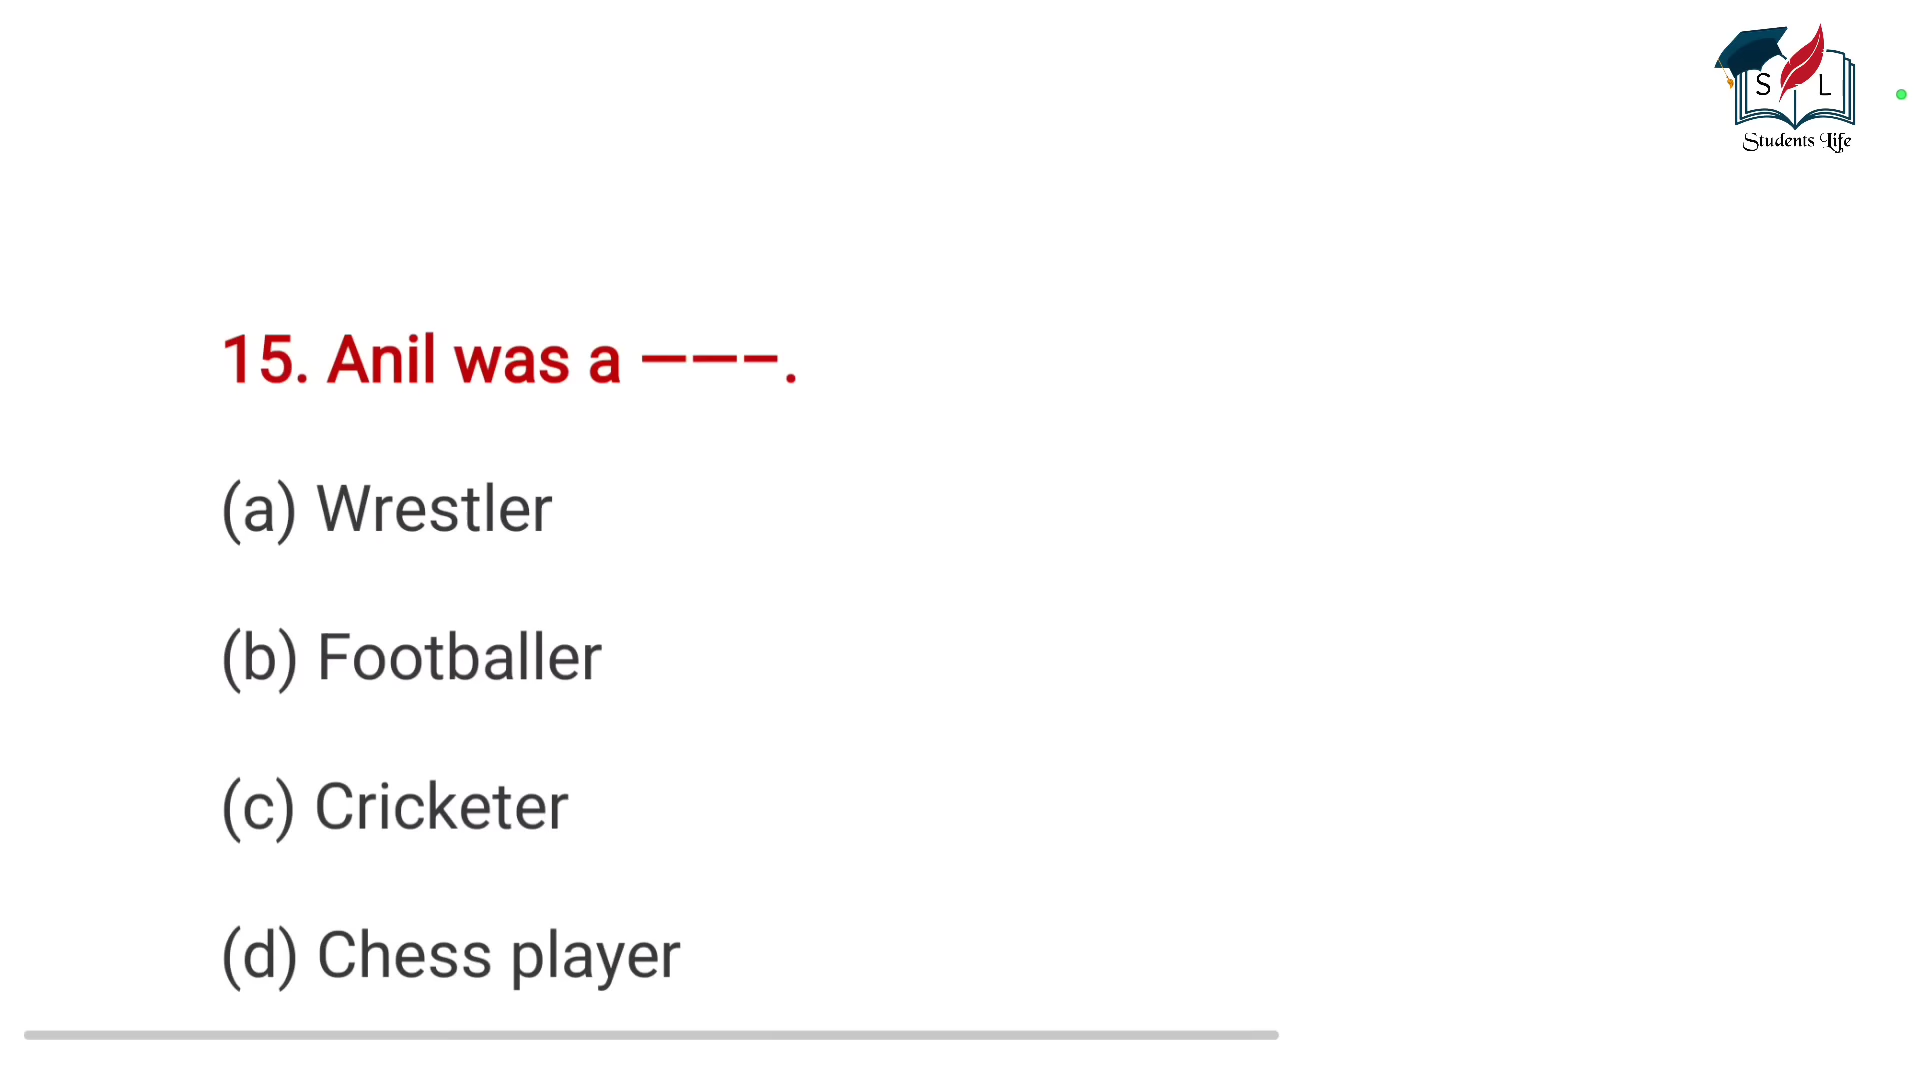 S L
Students Life
15. Anil was a ———.
(a) Wrestler
(b) Footballer
(c) Cricketer
(d) Chess player